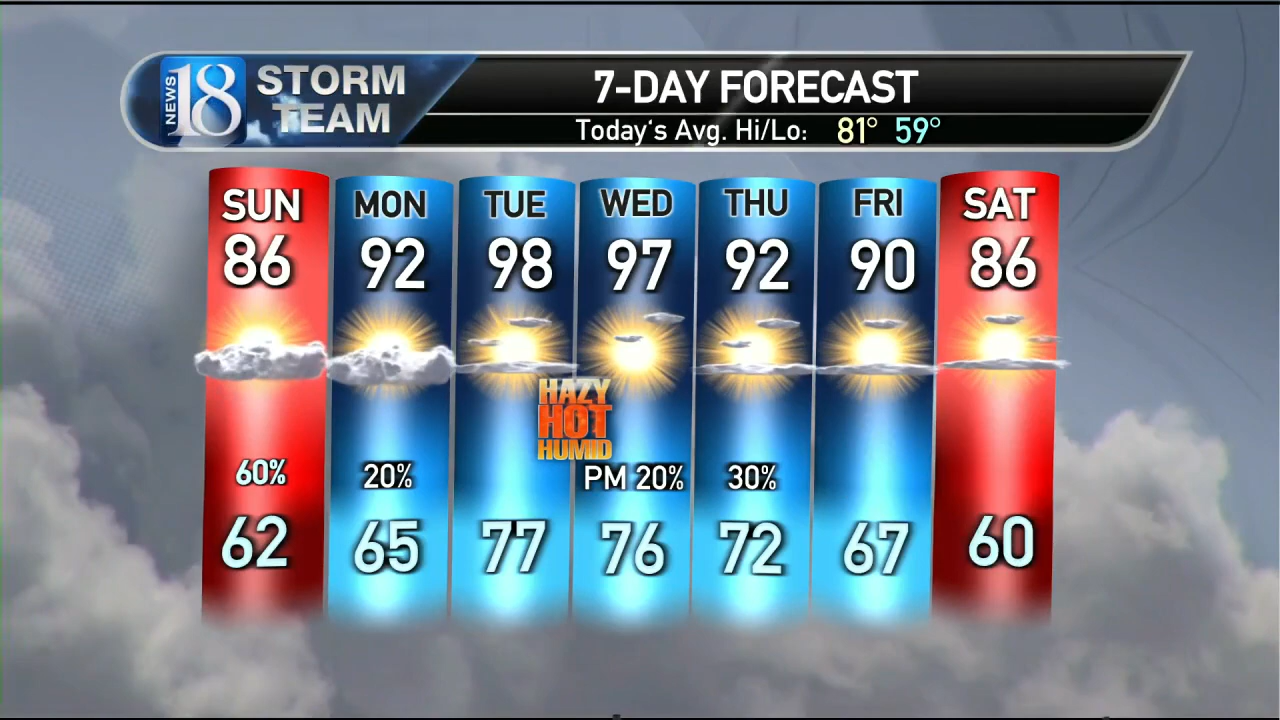 NEWS 18 STORM TEAM
7-DAY FORECAST
Today's Avg. Hi/Lo: 81° 59°
SUN MON TUE WED THU FRI SAT
86 92 98 97 92 90 86
HAZY
HOT
HUMID
60% 20% PM 20% 30%
62 65 77 76 72 67 60